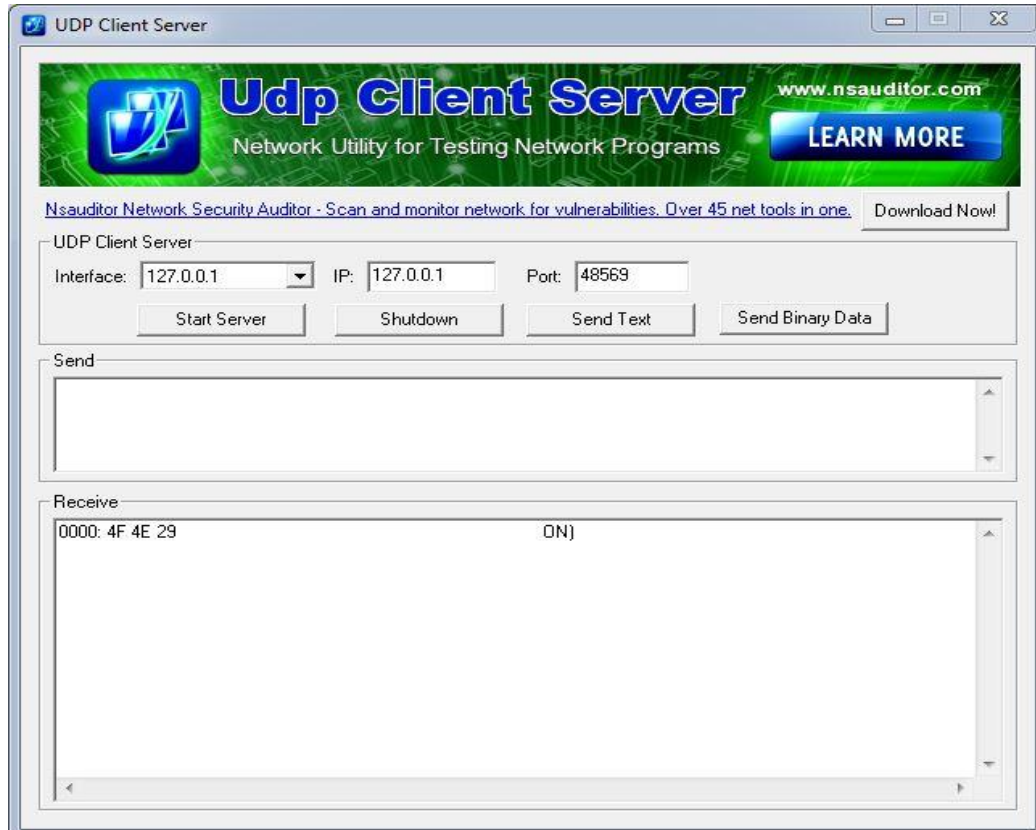 UDP Client Server
Udp Client Server
www.nsauditor.com
Network Utility for Testing Network Programs
LEARN MORE
Nsauditor Network Security Auditor - Scan and monitor network for vulnerabilities. Over 45 net tools in one.
Download Now!
UDP Client Server
Interface: 127.0.0.1 IP: 127.0.0.1 Port: 48569
Start Server Shutdown Send Text Send Binary Data
Send
Receive
0000: 4F 4E 29 ON)